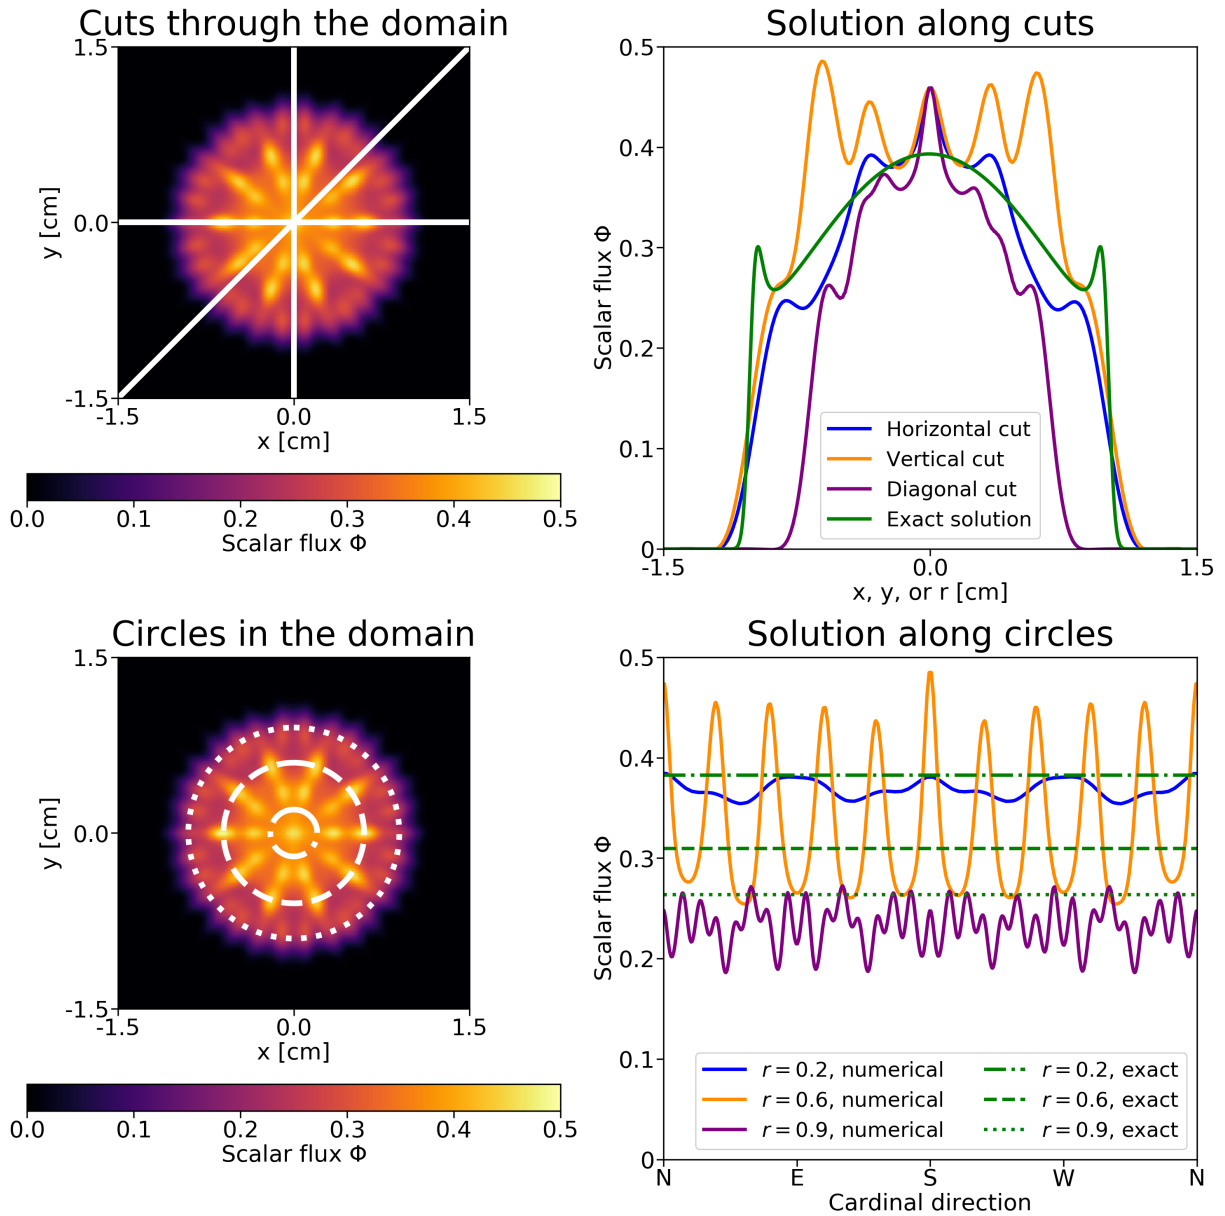 Cuts through the domain
1.5
0.0
-1.5
y [cm]
-1.5 0.0 1.5
x [cm]
0.0 0.1 0.2 0.3 0.4 0.5
Scalar flux Φ
Solution along cuts
0.5
0.4
0.3
0.2
0.1
0
Scalar flux Φ
Horizontal cut
Vertical cut
Diagonal cut
Exact solution
-1.5 0.0 1.5
x, y, or r [cm]
Circles in the domain
1.5
0.0
-1.5
y [cm]
-1.5 0.0 1.5
x [cm]
0.0 0.1 0.2 0.3 0.4 0.5
Scalar flux Φ
Solution along circles
0.5
0.4
0.3
0.2
0.1
0
Scalar flux Φ
r = 0.2, numerical
r = 0.6, numerical
r = 0.9, numerical
r = 0.2, exact
r = 0.6, exact
r = 0.9, exact
N E S W N
Cardinal direction